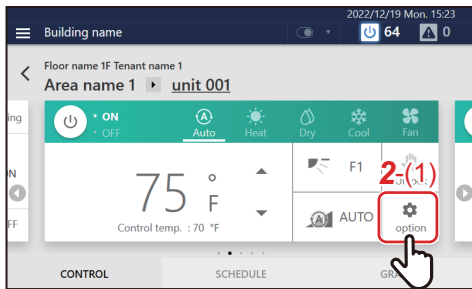 2022/12/19 Mon. 15:23
Building name
64
0
Floor name 1F Tenant name 1
Area name 1 unit 001
ON
OFF
Auto
Heat
Dry
Cool
Fan
ing
N
FF
75 °F
Control temp. : 70 °F
F1
2-(1)
AUTO
option
CONTROL
SCHEDULE